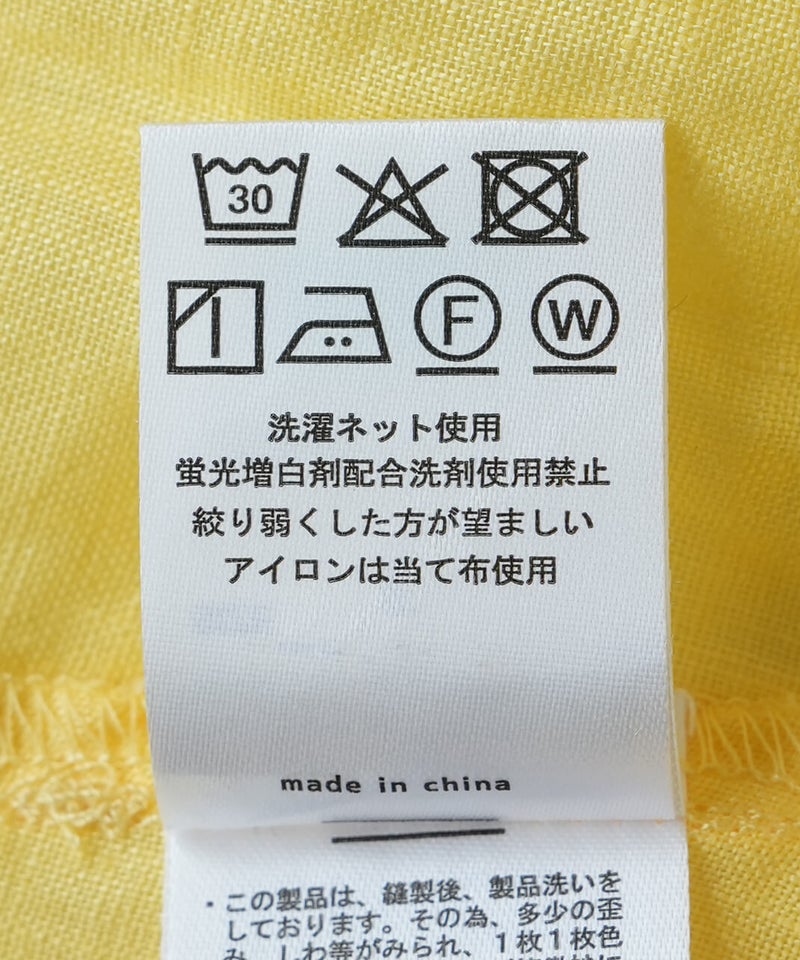 30
F W
洗濯ネット使用
蛍光増白剤配合洗剤使用禁止
絞り弱くした方が望ましい
アイロンは当て布使用
made in china
・この製品は、縫製後、製品洗いを
しております。その為、多少の歪
み、しわ等がみられ、1枚1枚色